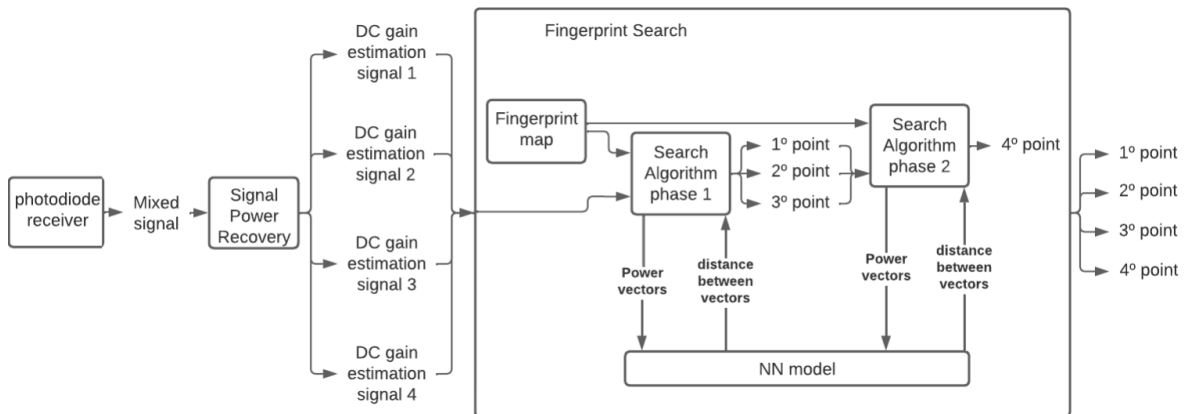 photodiode
receiver
Mixed
signal
Signal
Power
Recovery
DC gain
estimation
signal 1
DC gain
estimation
signal 2
DC gain
estimation
signal 3
DC gain
estimation
signal 4
Fingerprint Search
Fingerprint
map
Search
Algorithm
phase 1
1º point
2º point
3º point
Search
Algorithm
phase 2
4º point
Power
vectors
distance
between
vectors
Power
vectors
distance
between
vectors
NN model
1º point
2º point
3º point
4º point